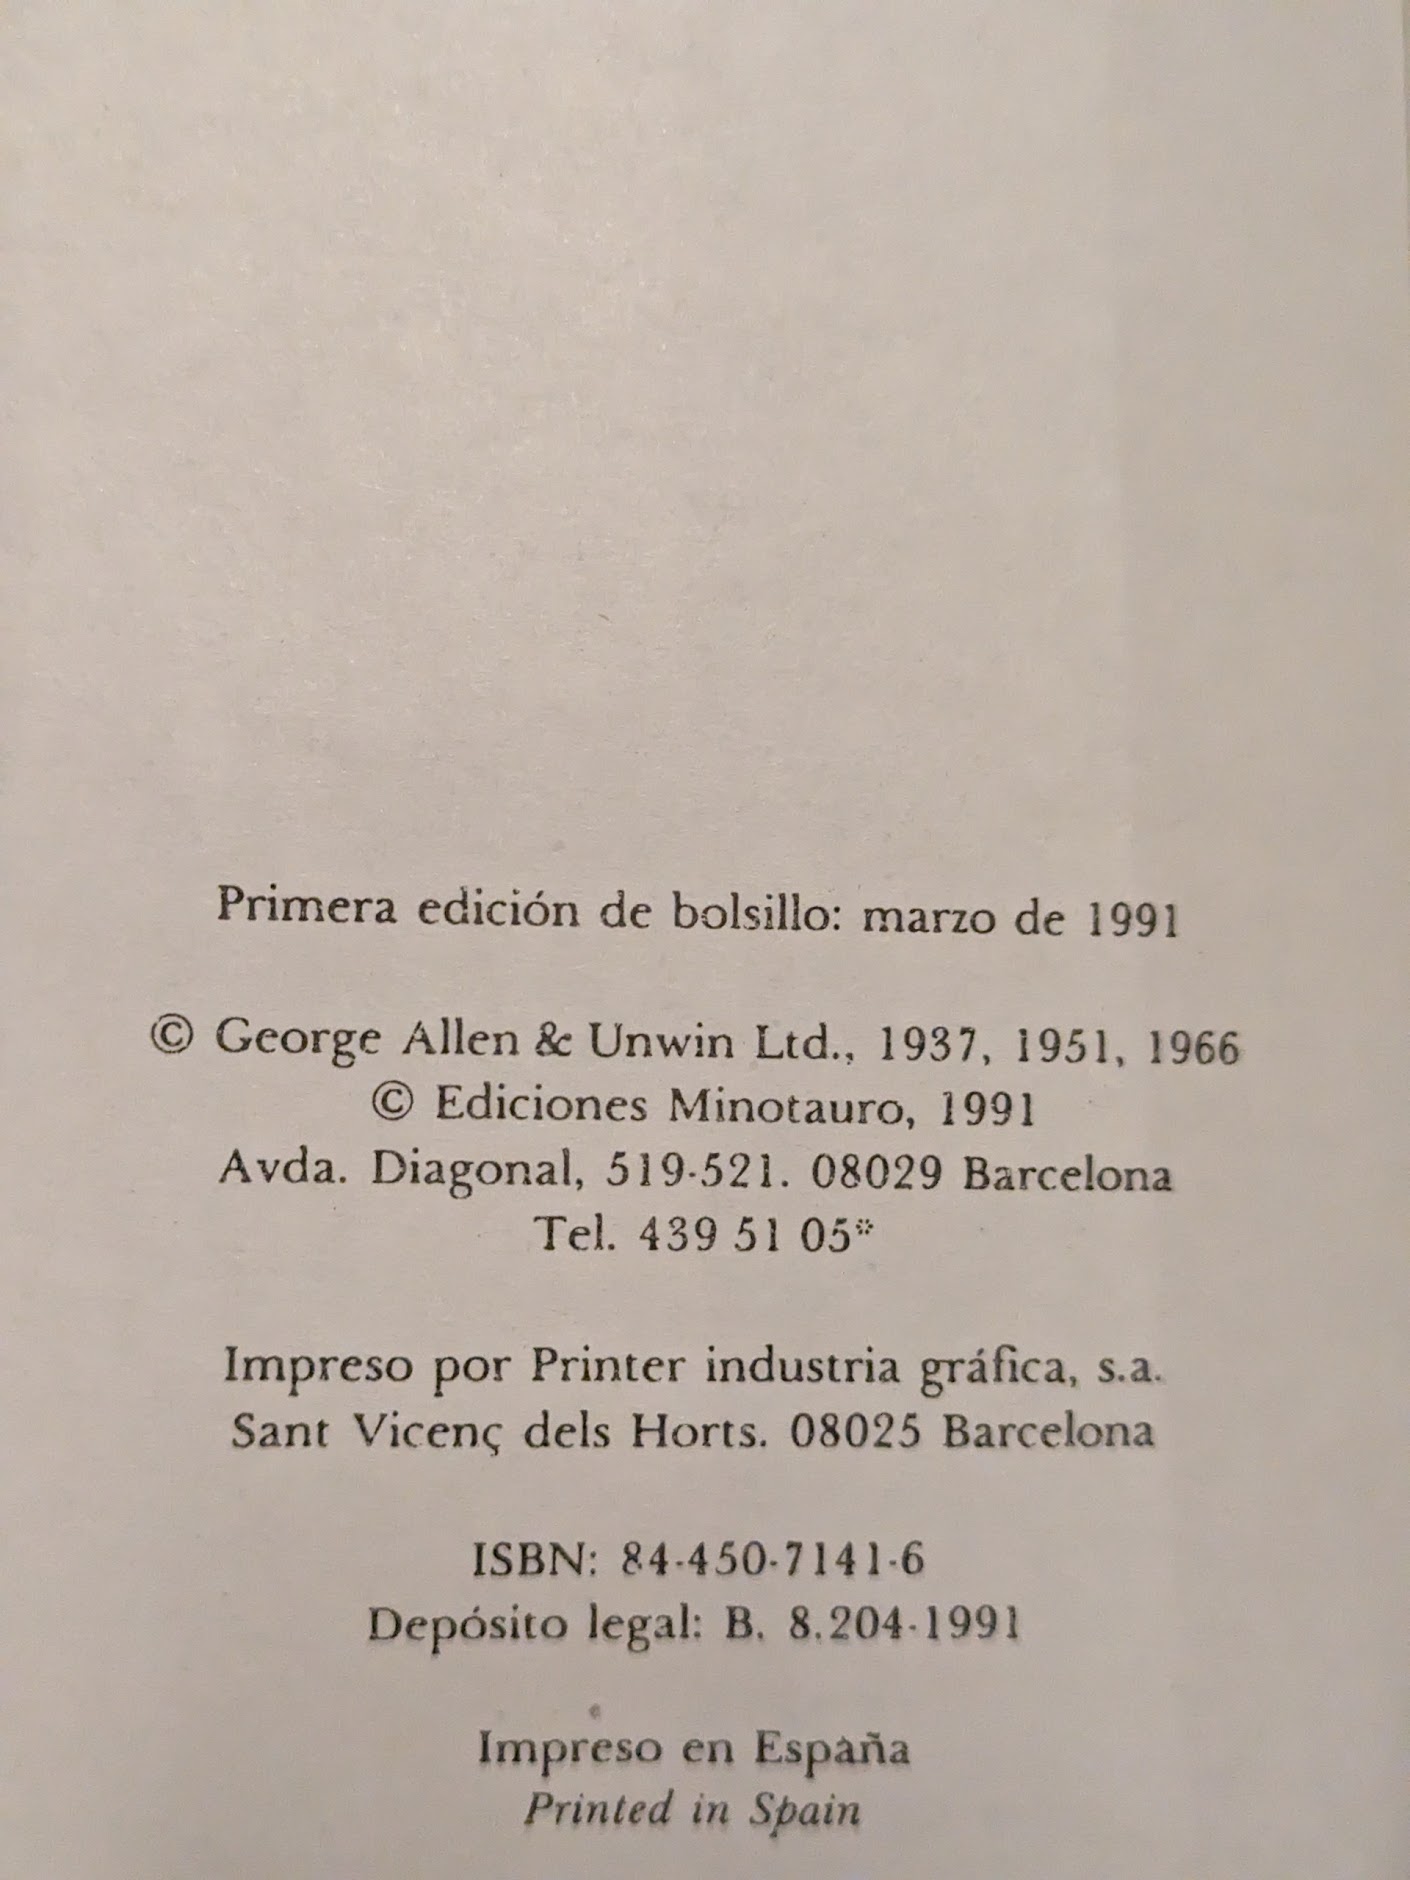 Primera edición de bolsillo: marzo de 1991
© George Allen & Unwin Ltd., 1937, 1951, 1966
© Ediciones Minotauro, 1991
Avda. Diagonal, 519-521. 08029 Barcelona
Tel. 439 51 05*
Impreso por Printer industria gráfica, s.a.
Sant Vicenç dels Horts. 08025 Barcelona
ISBN: 84-450-7141-6
Depósito legal: B. 8.204-1991
Impreso en España
Printed in Spain